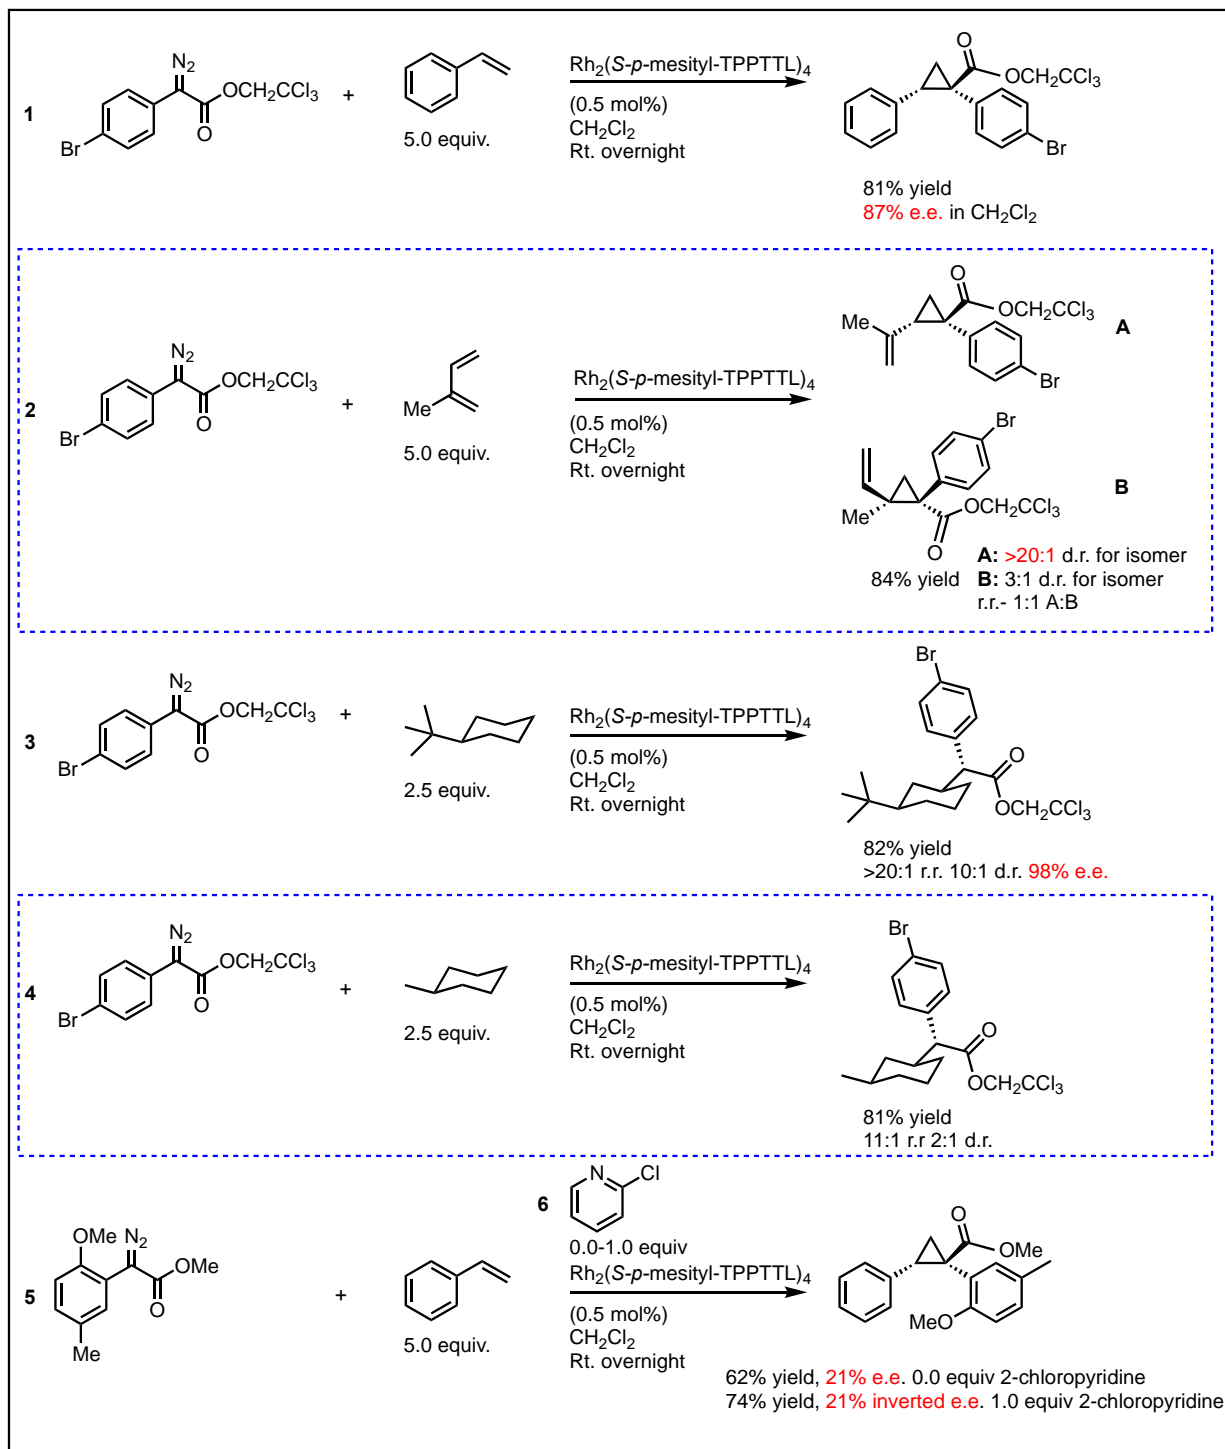 1
N2
OCH2CCl3
O
Br
+
5.0 equiv.
Rh2(S-p-mesityl-TPPTTL)4
(0.5 mol%)
CH2Cl2
Rt. overnight
O
OCH2CCl3
Br
81% yield
87% e.e. in CH2Cl2
2
N2
OCH2CCl3
O
Br
+
Me
5.0 equiv.
Rh2(S-p-mesityl-TPPTTL)4
(0.5 mol%)
CH2Cl2
Rt. overnight
O
OCH2CCl3
Me
Br
A
Br
Me
OCH2CCl3
O
B
84% yield
A: >20:1 d.r. for isomer
B: 3:1 d.r. for isomer
r.r.- 1:1 A:B
3
N2
OCH2CCl3
O
Br
+
2.5 equiv.
Rh2(S-p-mesityl-TPPTTL)4
(0.5 mol%)
CH2Cl2
Rt. overnight
Br
O
OCH2CCl3
82% yield
>20:1 r.r. 10:1 d.r. 98% e.e.
4
N2
OCH2CCl3
O
Br
+
2.5 equiv.
Rh2(S-p-mesityl-TPPTTL)4
(0.5 mol%)
CH2Cl2
Rt. overnight
Br
O
OCH2CCl3
81% yield
11:1 r.r 2:1 d.r.
5
OMe
N2
OMe
O
Me
+
5.0 equiv.
6
N
Cl
0.0-1.0 equiv
Rh2(S-p-mesityl-TPPTTL)4
(0.5 mol%)
CH2Cl2
Rt. overnight
O
OMe
MeO
62% yield, 21% e.e. 0.0 equiv 2-chloropyridine
74% yield, 21% inverted e.e. 1.0 equiv 2-chloropyridine